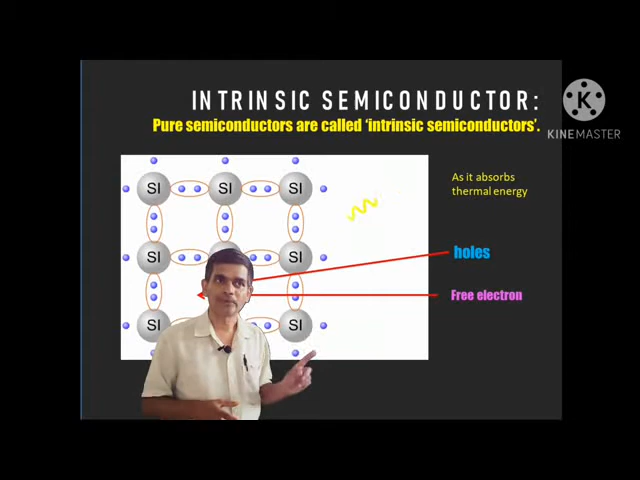 INTRINSIC SEMICONDUCTOR:
Pure semiconductors are called 'intrinsic semiconductors'.
K
KINEMASTER
As it absorbs
thermal energy
SI SI SI
SI SI
holes
Free electron
SI SI